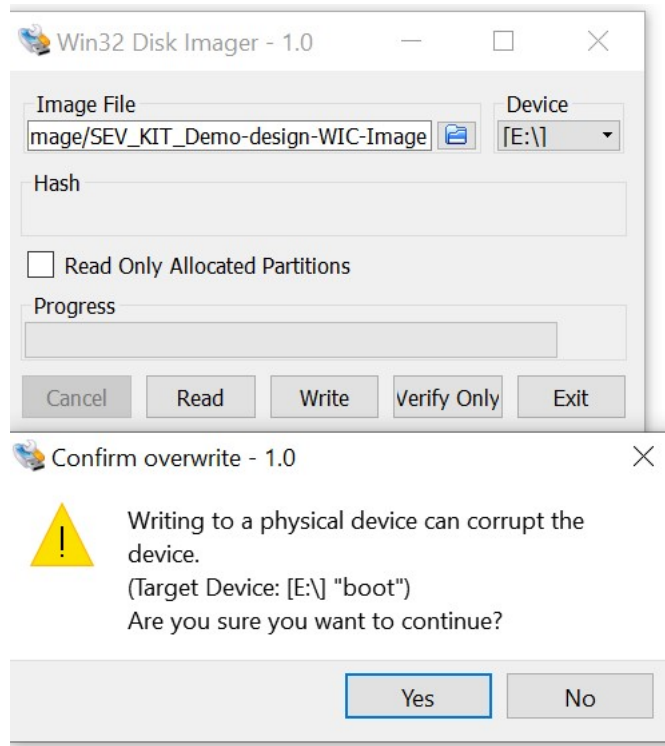 Win32 Disk Imager - 1.0
Image File
Device
mage/SEV_KIT_Demo-design-WIC-Image
[E:\]
Hash
Read Only Allocated Partitions
Progress
Cancel
Read
Write
Verify Only
Exit
Confirm overwrite - 1.0
!
Writing to a physical device can corrupt the
device.
(Target Device: [E:\] "boot")
Are you sure you want to continue?
Yes
No